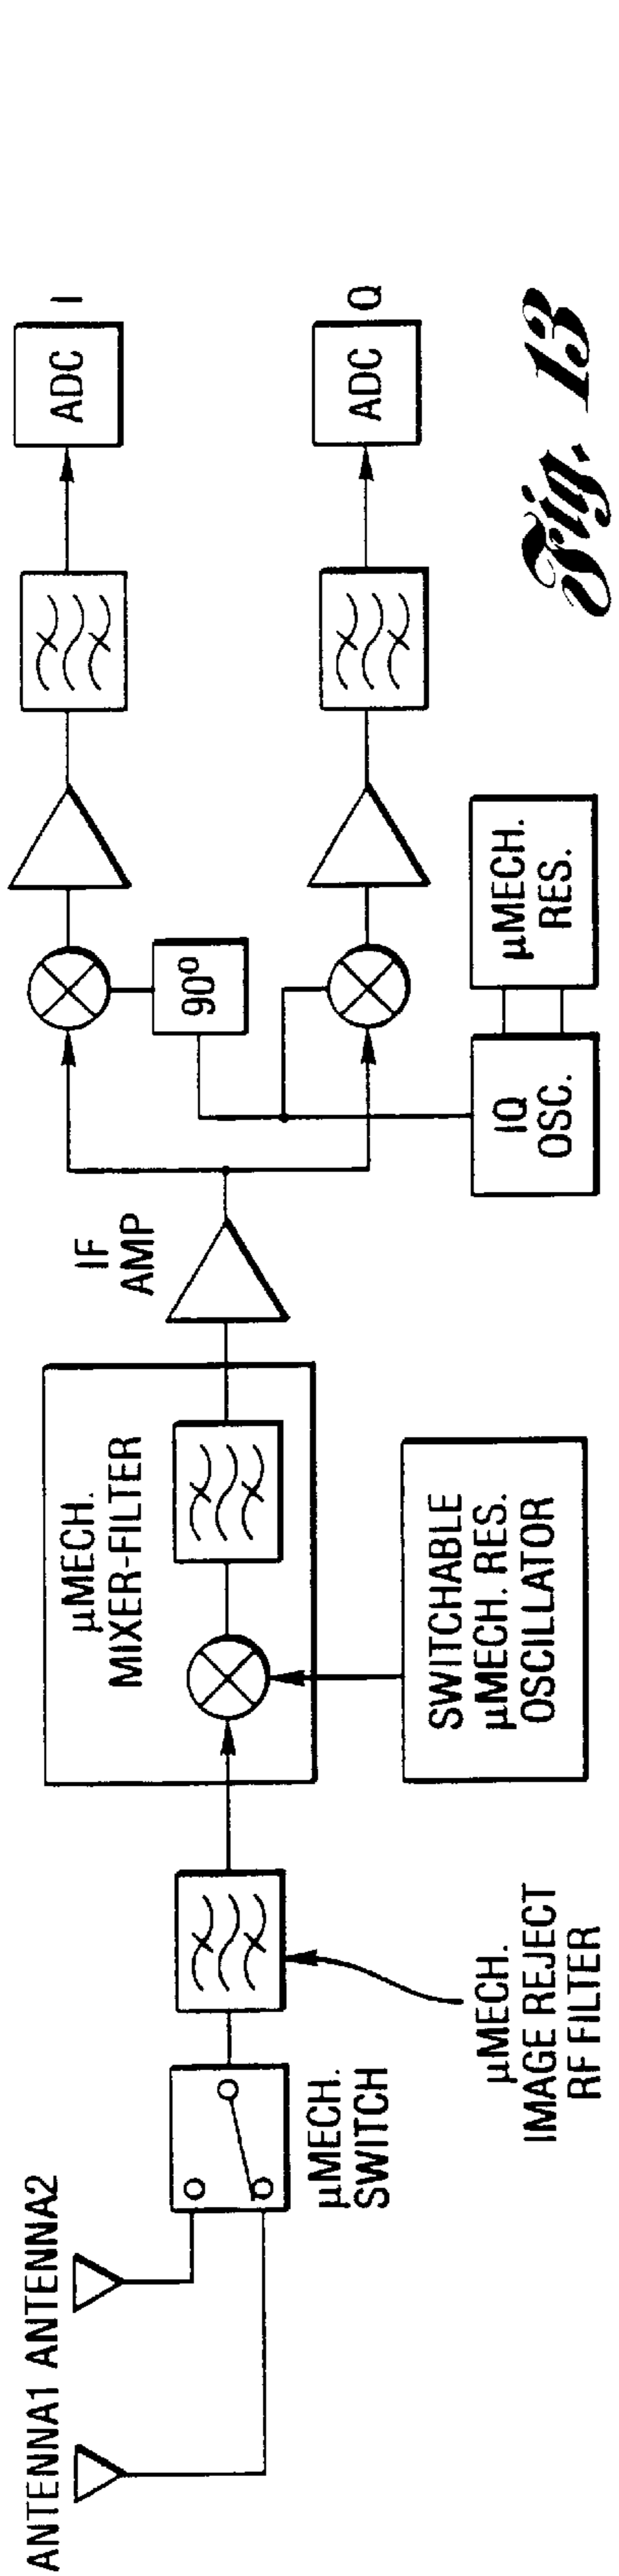 ANTENNA1 ANTENNA2
µMECH.
SWITCH
µMECH.
IMAGE REJECT
RF FILTER
µMECH.
MIXER-FILTER
SWITCHABLE
µMECH. RES.
OSCILLATOR
IF
AMP
90º
IQ
OSC.
µMECH.
RES.
ADC
I
ADC
Q
Fig. 13